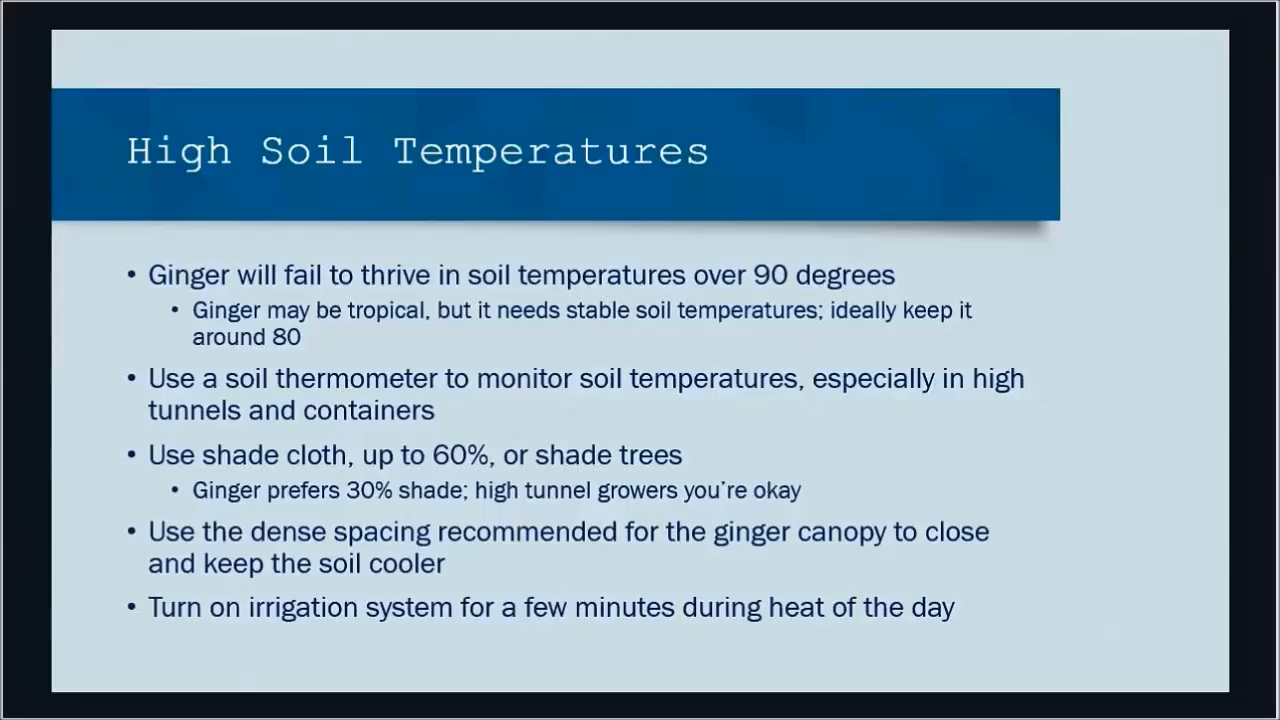 High Soil Temperatures
• Ginger will fail to thrive in soil temperatures over 90 degrees
• Ginger may be tropical, but it needs stable soil temperatures; ideally keep it
around 80
• Use a soil thermometer to monitor soil temperatures, especially in high
tunnels and containers
• Use shade cloth, up to 60%, or shade trees
• Ginger prefers 30% shade; high tunnel growers you’re okay
• Use the dense spacing recommended for the ginger canopy to close
and keep the soil cooler
• Turn on irrigation system for a few minutes during heat of the day